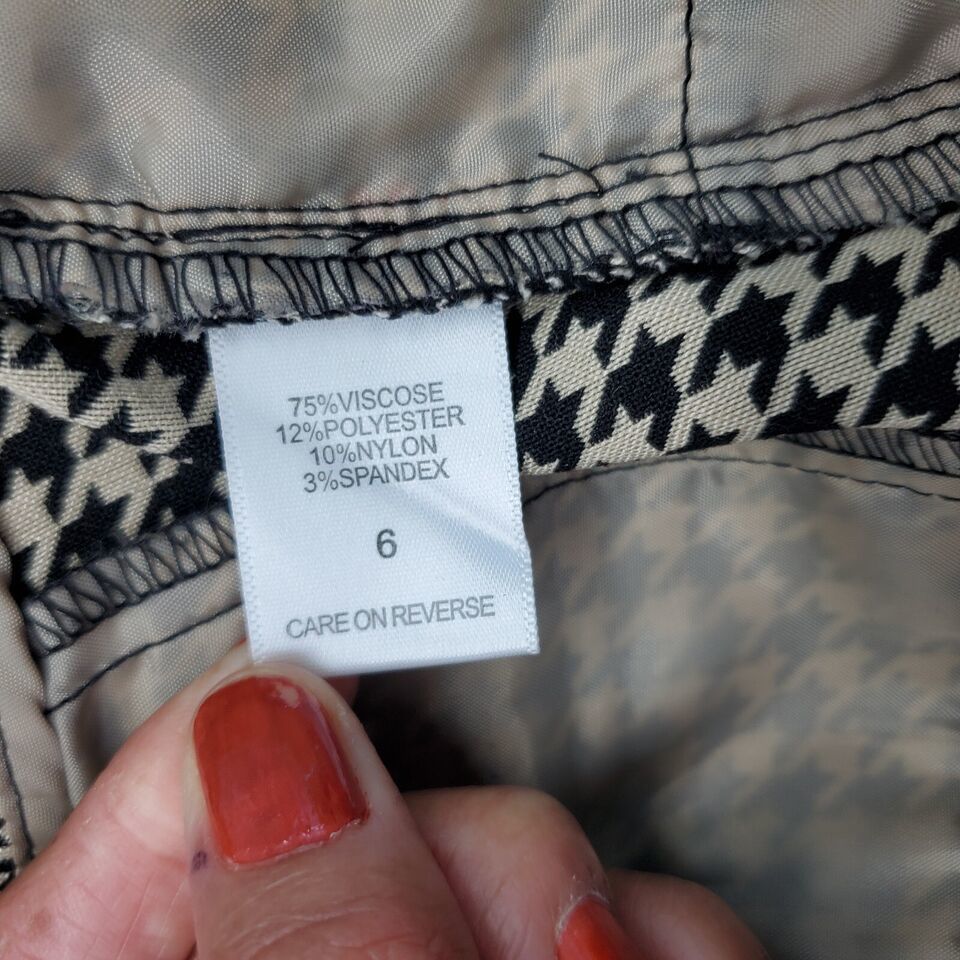 75%VISCOSE
12%POLYESTER
10%NYLON
3%SPANDEX
6
CARE ON REVERSE